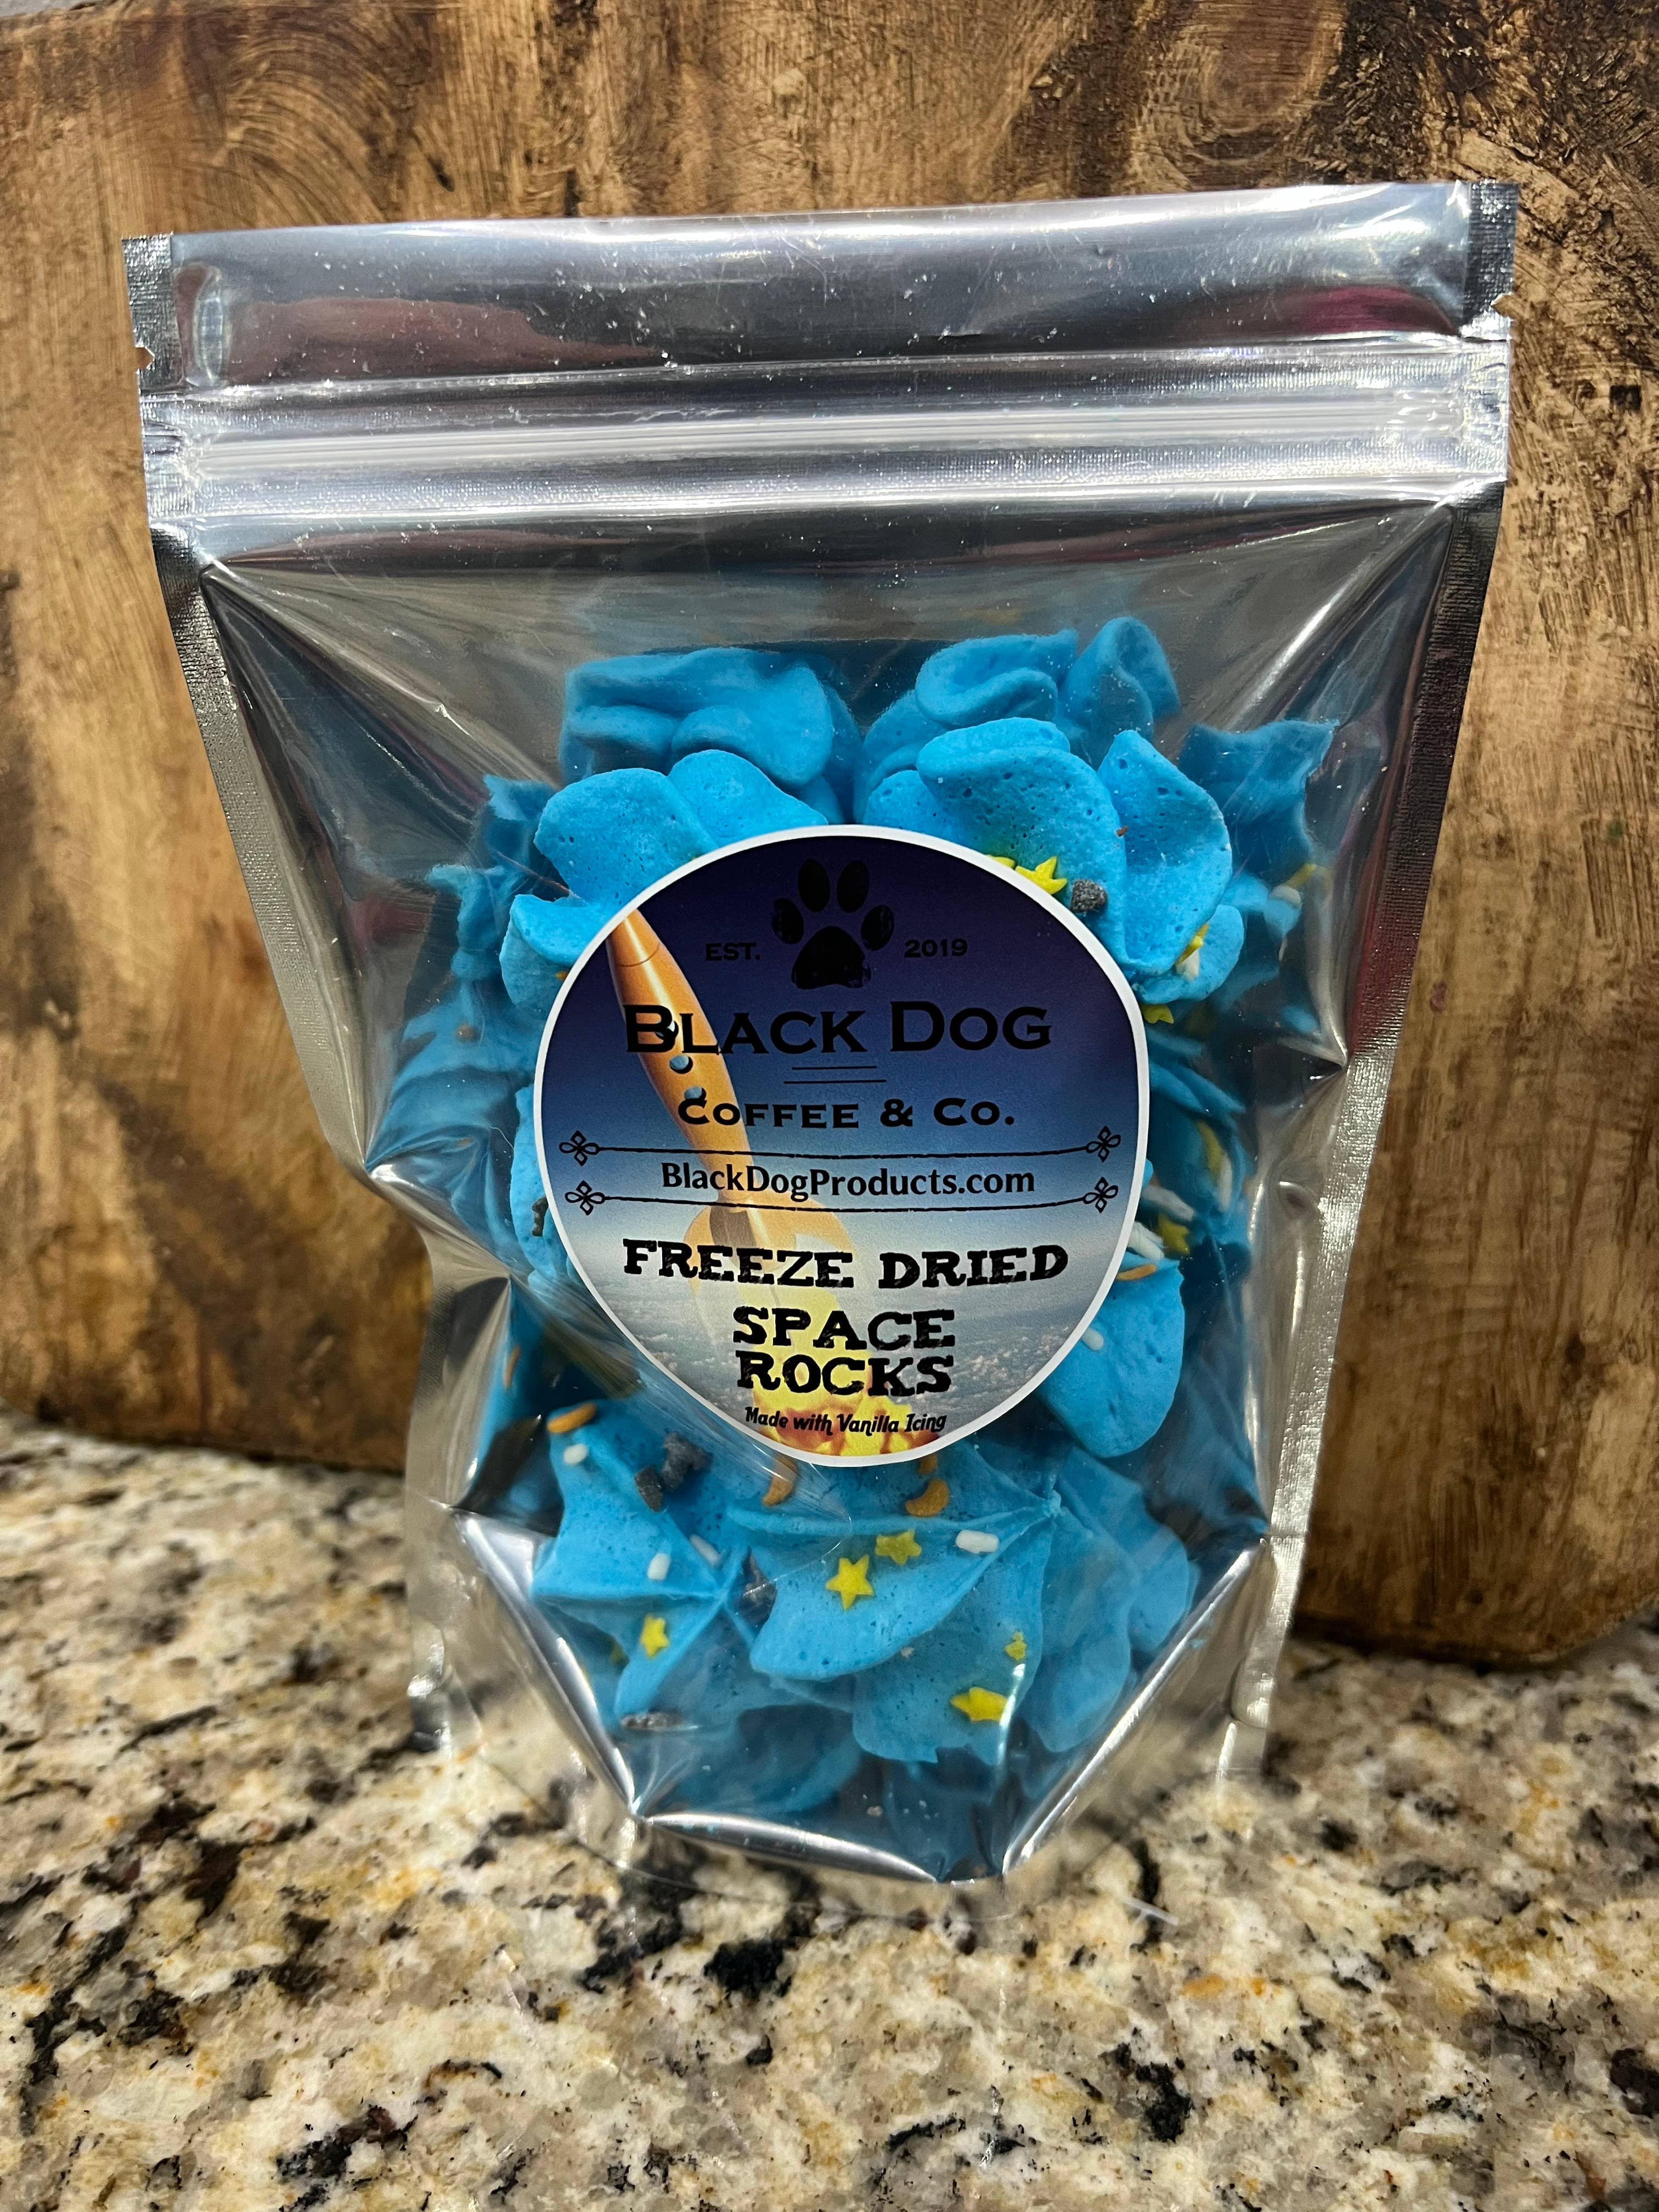 EST. 2019
BLACK DOG
COFFEE & CO.
BlackDogProducts.com
FREEZE DRIED
SPACE
ROCKS
Made with Vanilla Icing